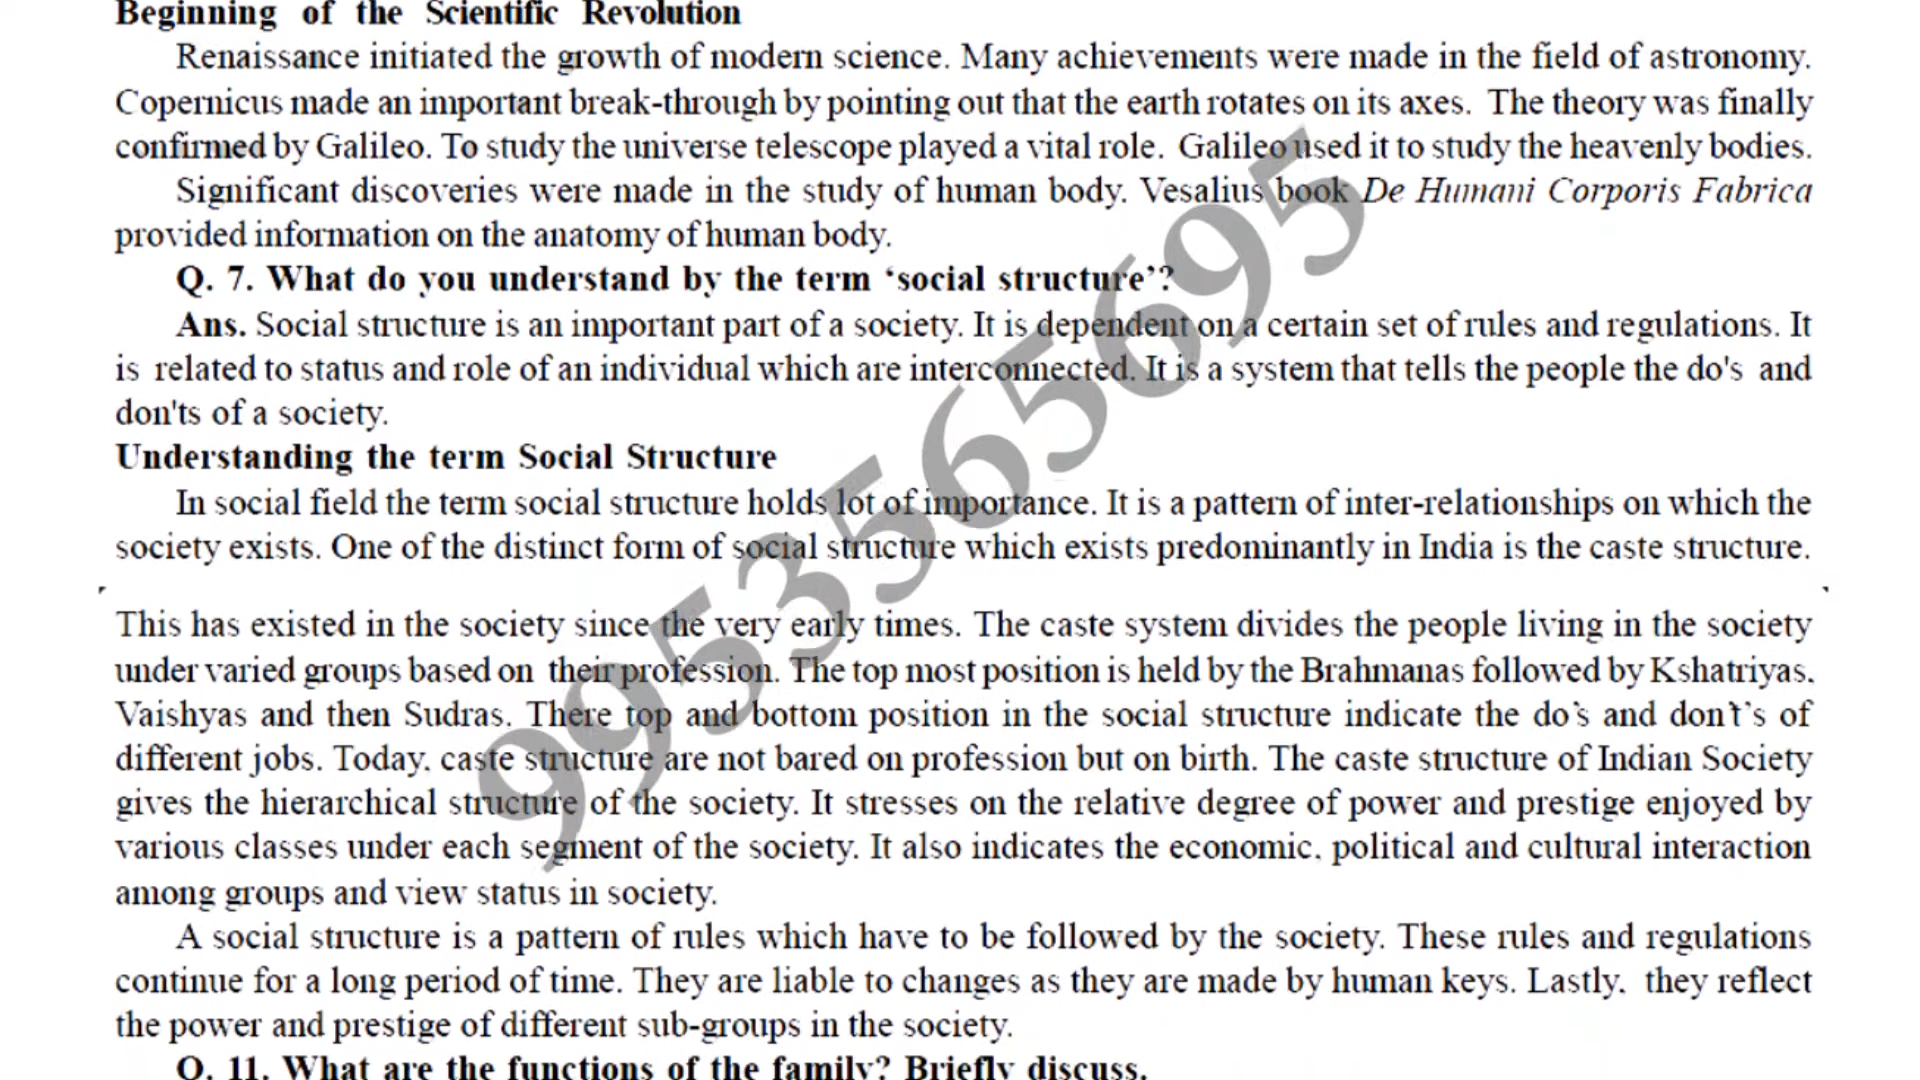 Beginning of the Scientific Revolution
Renaissance initiated the growth of modern science. Many achievements were made in the field of astronomy.
Copernicus made an important break-through by pointing out that the earth rotates on its axes. The theory was finally
confirmed by Galileo. To study the universe telescope played a vital role. Galileo used it to study the heavenly bodies.
Significant discoveries were made in the study of human body. Vesalius book De Humani Corporis Fabrica
provided information on the anatomy of human body.
Q. 7. What do you understand by the term ‘social structure’?
Ans. Social structure is an important part of a society. It is dependent on a certain set of rules and regulations. It
is related to status and role of an individual which are interconnected. It is a system that tells the people the do's and
don'ts of a society.
Understanding the term Social Structure
In social field the term social structure holds lot of importance. It is a pattern of inter-relationships on which the
society exists. One of the distinct form of social structure which exists predominantly in India is the caste structure.
This has existed in the society since the very early times. The caste system divides the people living in the society
under varied groups based on their profession. The top most position is held by the Brahmanas followed by Kshatriyas,
Vaishyas and then Sudras. There top and bottom position in the social structure indicate the do’s and don’t’s of
different jobs. Today, caste structure are not bared on profession but on birth. The caste structure of Indian Society
gives the hierarchical structure of the society. It stresses on the relative degree of power and prestige enjoyed by
various classes under each segment of the society. It also indicates the economic, political and cultural interaction
among groups and view status in society.
A social structure is a pattern of rules which have to be followed by the society. These rules and regulations
continue for a long period of time. They are liable to changes as they are made by human keys. Lastly, they reflect
the power and prestige of different sub-groups in the society.
Q. 11. What are the functions of the family? Briefly discuss.
9953565695